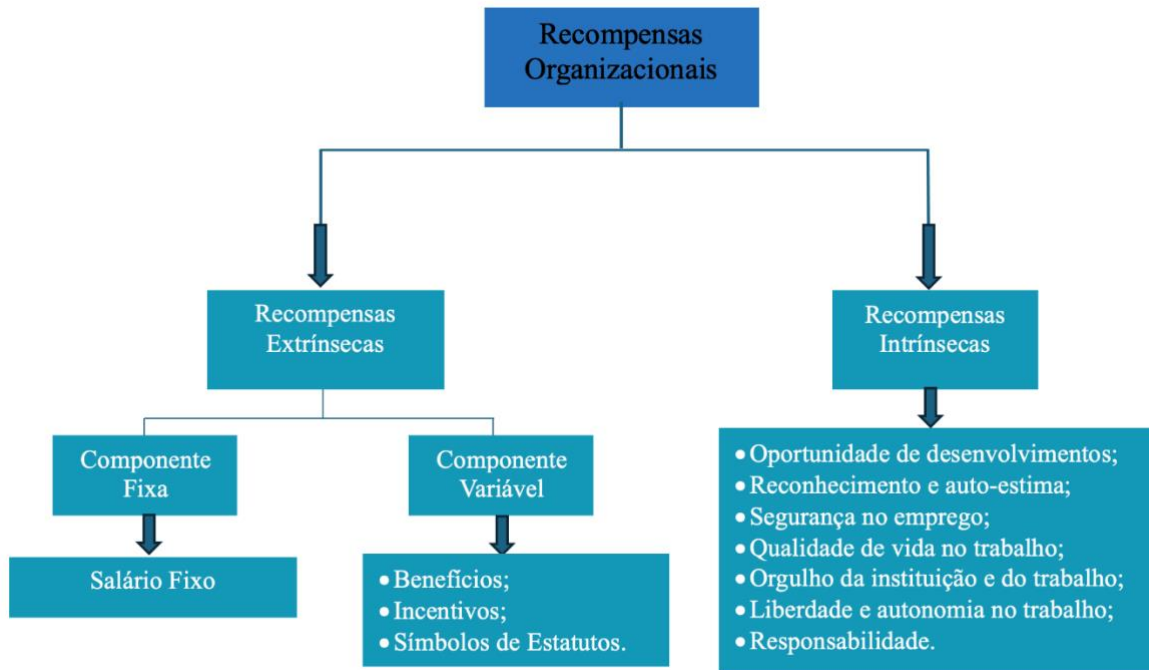 Recompensas
Organizacionais
Recompensas
Extrínsecas
Recompensas
Intrínsecas
Componente
Fixa
Componente
Variável
Salário Fixo
• Benefícios;
• Incentivos;
• Símbolos de Estatutos.
• Oportunidade de desenvolvimentos;
• Reconhecimento e auto-estima;
• Segurança no emprego;
• Qualidade de vida no trabalho;
• Orgulho da instituição e do trabalho;
• Liberdade e autonomia no trabalho;
• Responsabilidade.